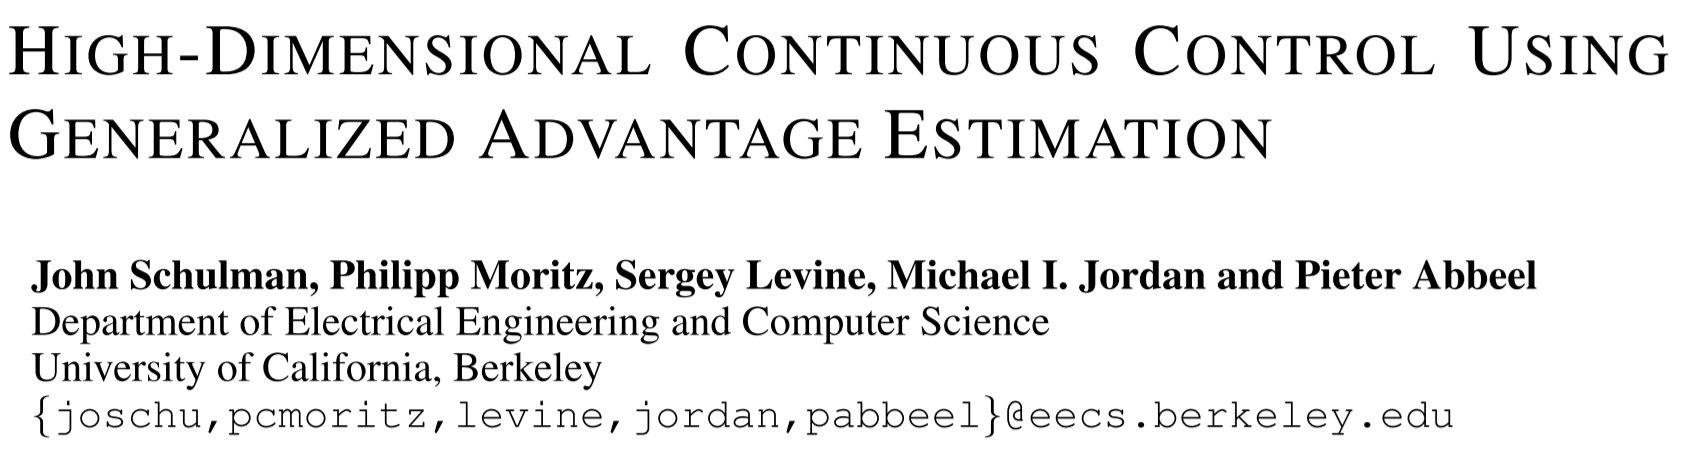 HIGH-DIMENSIONAL CONTINUOUS CONTROL USING
GENERALIZED ADVANTAGE ESTIMATION
John Schulman, Philipp Moritz, Sergey Levine, Michael I. Jordan and Pieter Abbeel
Department of Electrical Engineering and Computer Science
University of California, Berkeley
{joschu,pcmoritz,levine,jordan,pabbeel}@eecs.berkeley.edu